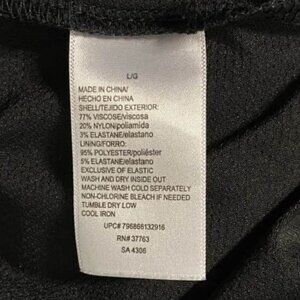 L/G
MADE IN CHINA/
HECHO EN CHINA
SHELL/TEJIDO EXTERIOR:
77% VISCOSE/viscosa
20% NYLON/poliamida
3% ELASTANE/elastano
LINING/FORRO:
95% POLYESTER/poliéster
5% ELASTANE/elastano
EXCLUSIVE OF ELASTIC
WASH AND DRY INSIDE OUT
MACHINE WASH COLD SEPARATELY
NON-CHLORINE BLEACH IF NEEDED
TUMBLE DRY LOW
COOL IRON
UPC# 796866132916
RN# 37763
SA 4306